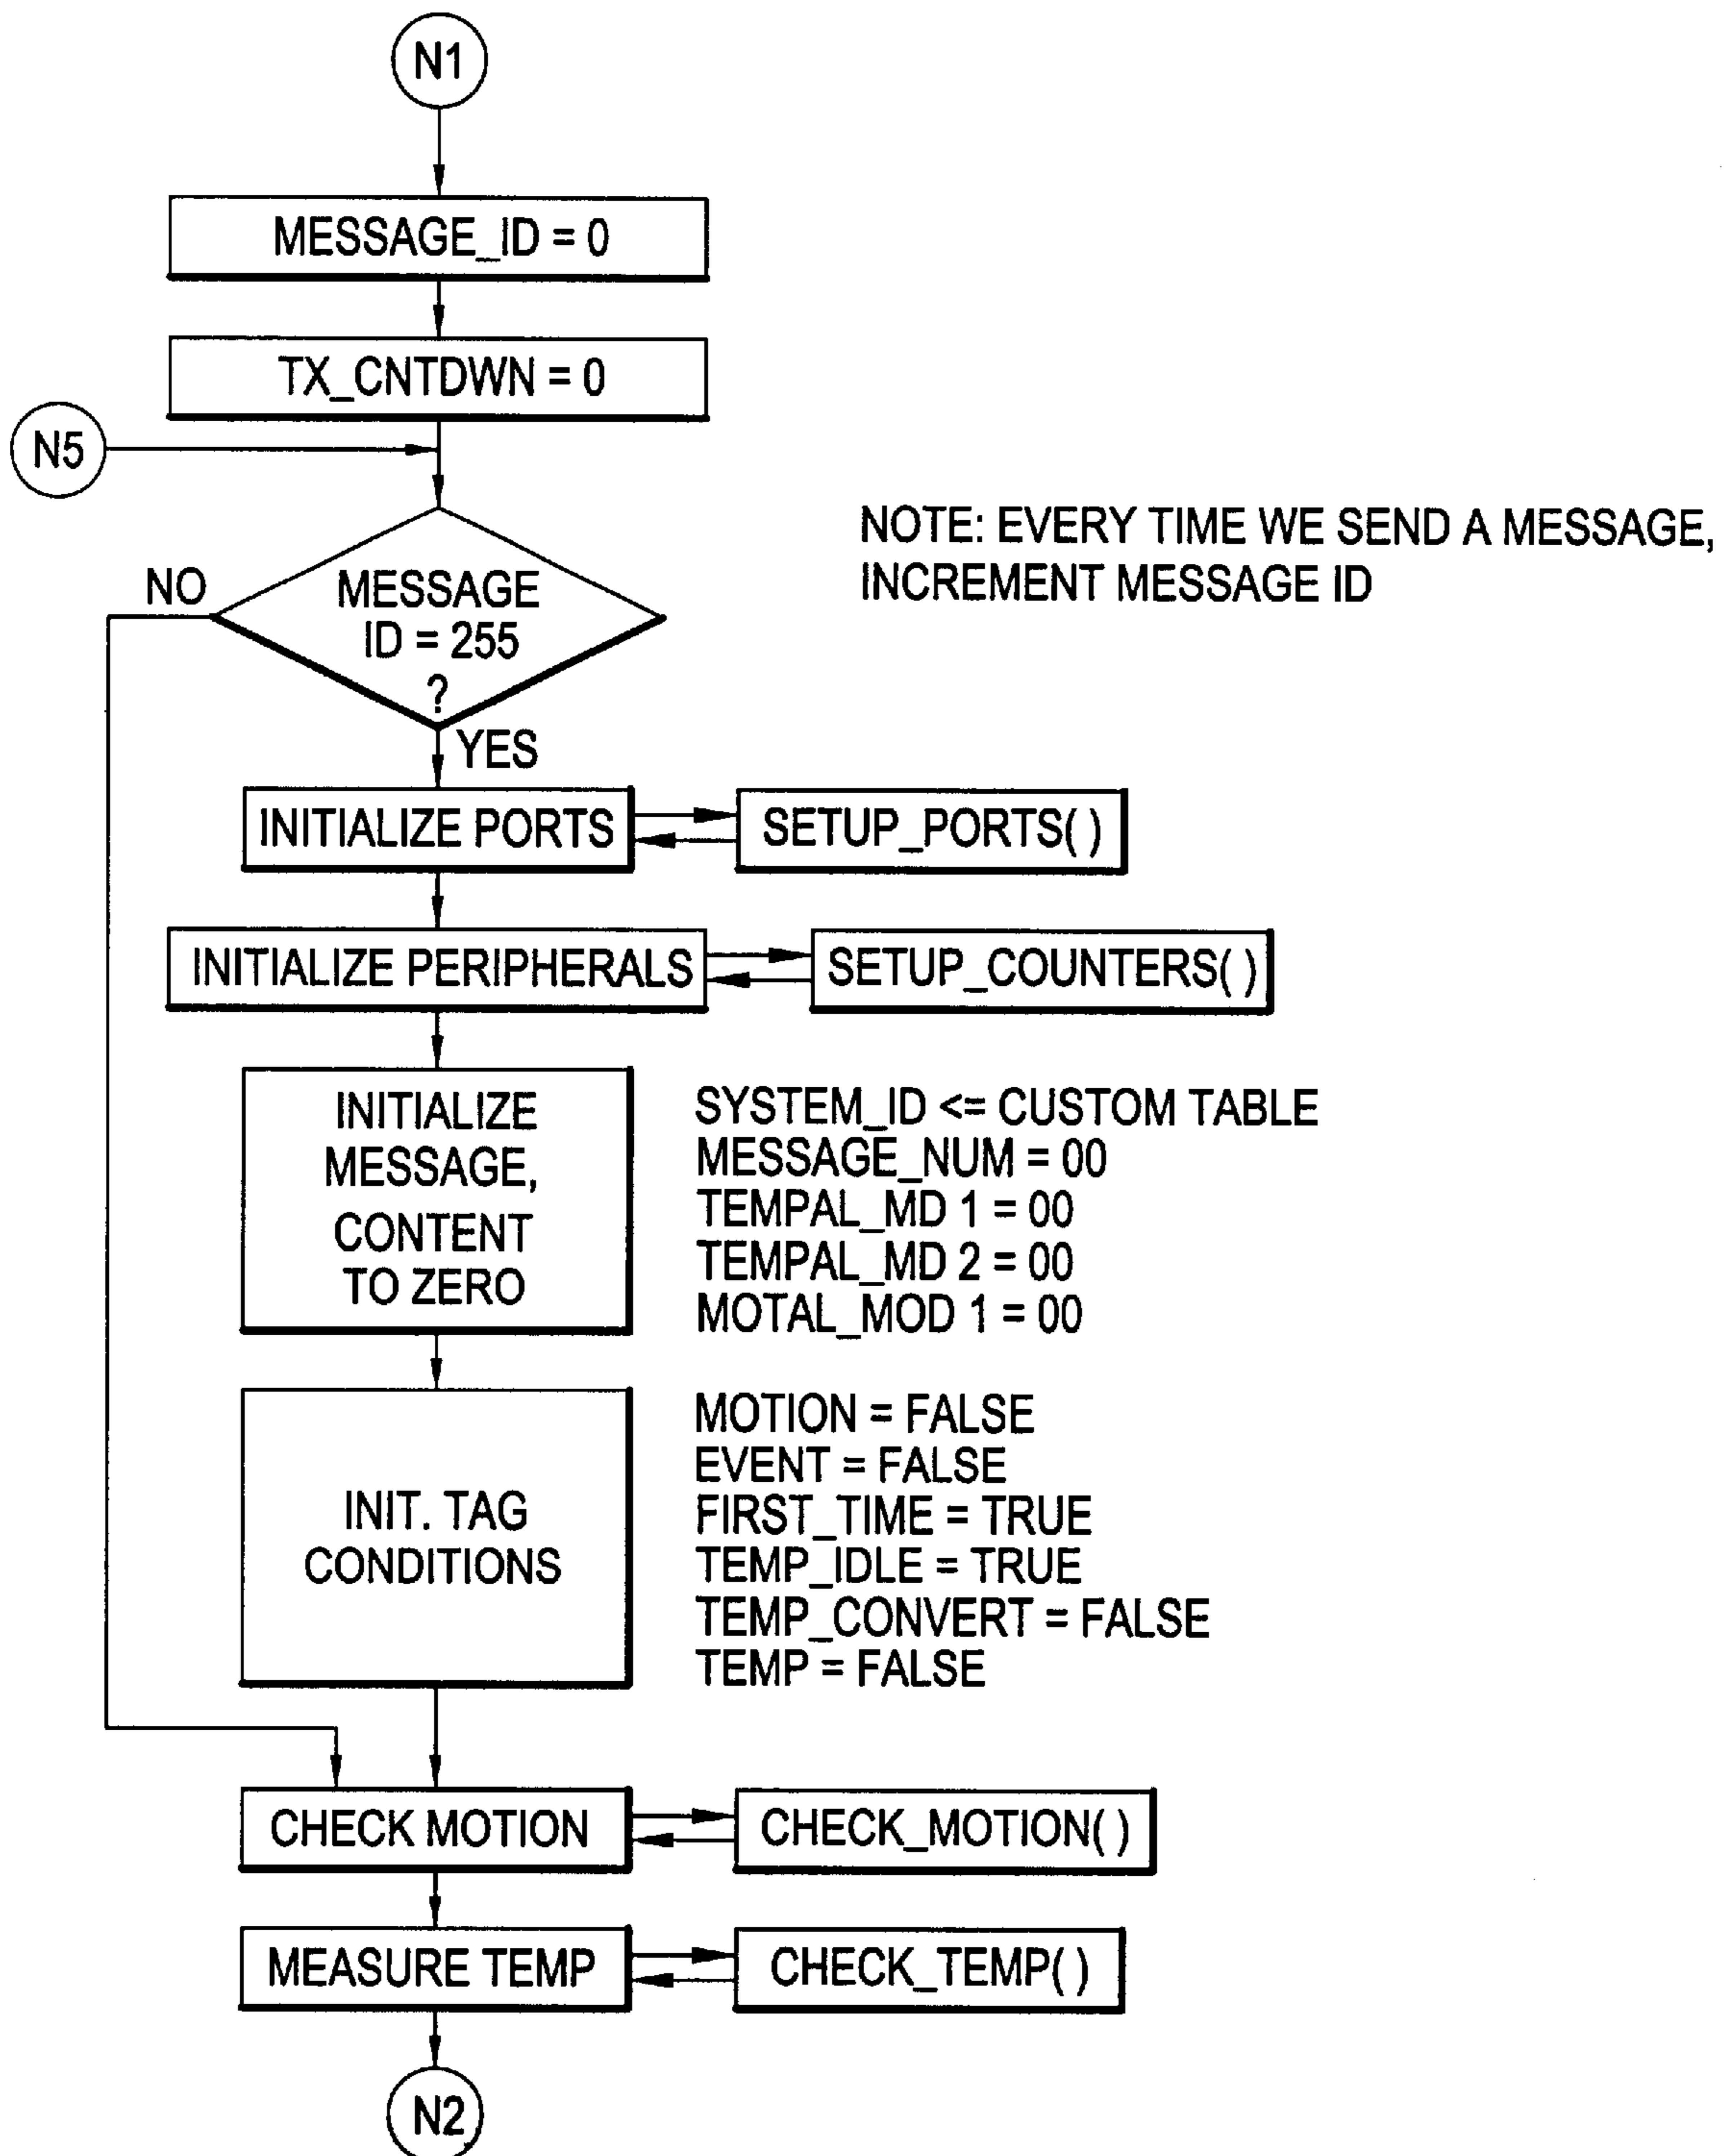 N1
MESSAGE_ID = 0
TX_CNTDWN = 0
N5
NOTE: EVERY TIME WE SEND A MESSAGE,
INCREMENT MESSAGE ID
NO
MESSAGE
ID = 255
?
YES
INITIALIZE PORTS
SETUP_PORTS( )
INITIALIZE PERIPHERALS
SETUP_COUNTERS( )
INITIALIZE
MESSAGE,
CONTENT
TO ZERO
SYSTEM_ID <= CUSTOM TABLE
MESSAGE_NUM = 00
TEMPAL_MD 1 = 00
TEMPAL_MD 2 = 00
MOTAL_MOD 1 = 00
INIT. TAG
CONDITIONS
MOTION = FALSE
EVENT = FALSE
FIRST_TIME = TRUE
TEMP_IDLE = TRUE
TEMP_CONVERT = FALSE
TEMP = FALSE
CHECK MOTION
CHECK_MOTION( )
MEASURE TEMP
CHECK_TEMP( )
N2